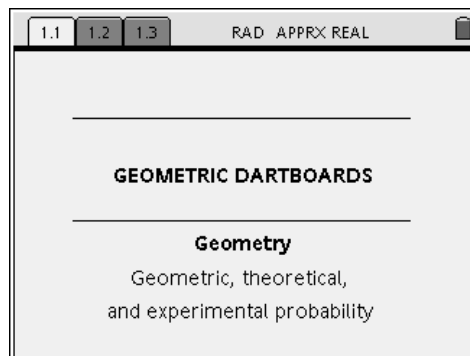 1.1 1.2 1.3 RAD APPRX REAL
GEOMETRIC DARTBOARDS
Geometry
Geometric, theoretical,
and experimental probability